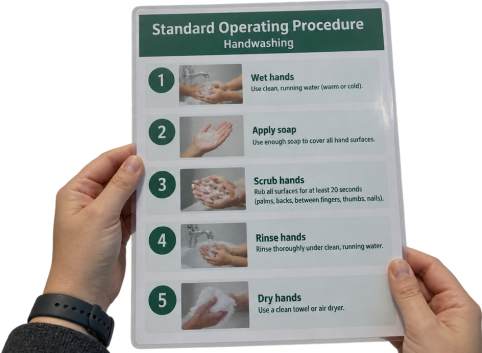 Standard Operating Procedure
Handwashing
1
Wet hands
Use clean, running water (warm or cold).
2
Apply soap
Use enough soap to cover all hand surfaces.
3
Scrub hands
Rub all surfaces for at least 20 seconds
(palms, backs, between fingers, thumbs, nails).
4
Rinse hands
Rinse thoroughly under clean, running water.
5
Dry hands
Use a clean towel or air dryer.